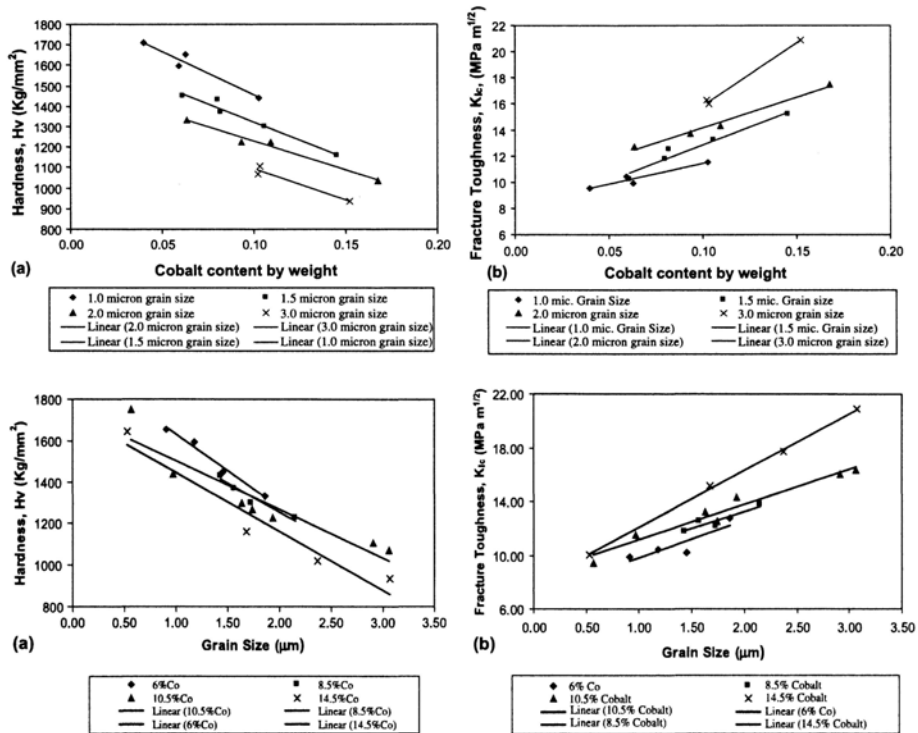 Hardness, Hv (Kg/mm²)
1800
1700
1600
1500
1400
1300
1200
1100
1000
900
800
0.00 0.05 0.10 0.15 0.20
(a) Cobalt content by weight
1.0 micron grain size 1.5 micron grain size
2.0 micron grain size 3.0 micron grain size
Linear (2.0 micron grain size) Linear (3.0 micron grain size)
Linear (1.5 micron grain size) Linear (1.0 micron grain size)
Fracture Toughness, KIc, (MPa m1/2)
22
20
18
16
14
12
10
8
6
0.00 0.05 0.10 0.15 0.20
(b) Cobalt content by weight
1.0 mic. Grain Size 1.5 mic. Grain size
2.0 micron grain size 3.0 micron grain size
Linear (1.0 mic. Grain Size) Linear (1.5 mic. Grain size)
Linear (2.0 micron grain size) Linear (3.0 micron grain size)
Hardness, Hv (Kg/mm²)
1800
1600
1400
1200
1000
800
0.00 0.50 1.00 1.50 2.00 2.50 3.00 3.50
(a) Grain Size (μm)
6%Co 8.5%Co
10.5%Co 14.5%Co
Linear (10.5%Co) Linear (8.5%Co)
Linear (6%Co) Linear (14.5%Co)
Fracture Toughness, KIc (MPa m1/2)
22.00
18.00
14.00
10.00
6.00
0.00 0.50 1.00 1.50 2.00 2.50 3.00 3.50
(b) Grain Size (μm)
6% Co 8.5% Cobalt
10.5% Cobalt 14.5% Cobalt
Linear (10.5% Cobalt) Linear (6% Co)
Linear (8.5% Cobalt) Linear (14.5% Cobalt)